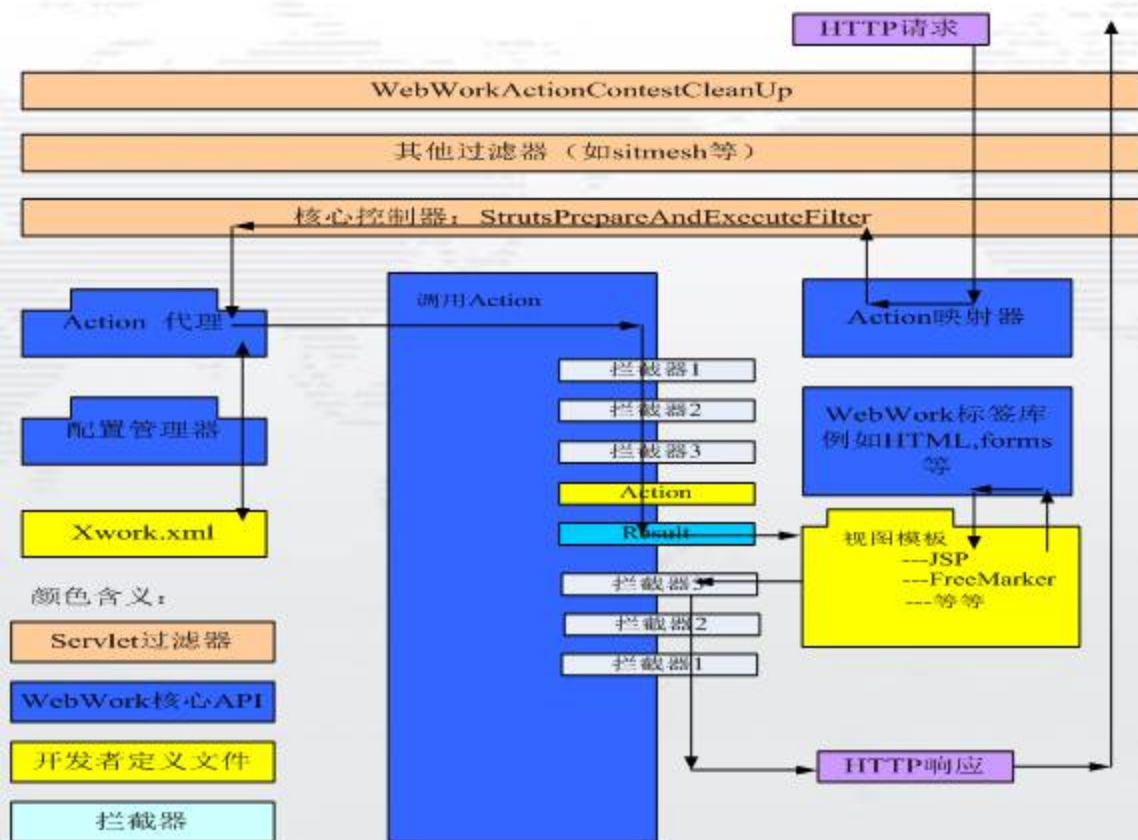 HTTP请求
WebWorkActionContestCleanUp
其他过滤器（如sitmesh等）
核心控制器：StrutsPrepareAndExecuteFilter
调用Action
Action 代理
Action映射器
拦截器1
拦截器2
拦截器3
Action
Result
拦截器3
拦截器2
拦截器1
配置管理器
WebWork标签库
例如HTML,forms
等
Xwork.xml
视图模板
---JSP
---FreeMarker
---等等
颜色含义：
Servlet过滤器
WebWork核心API
开发者定义文件
拦截器
HTTP响应